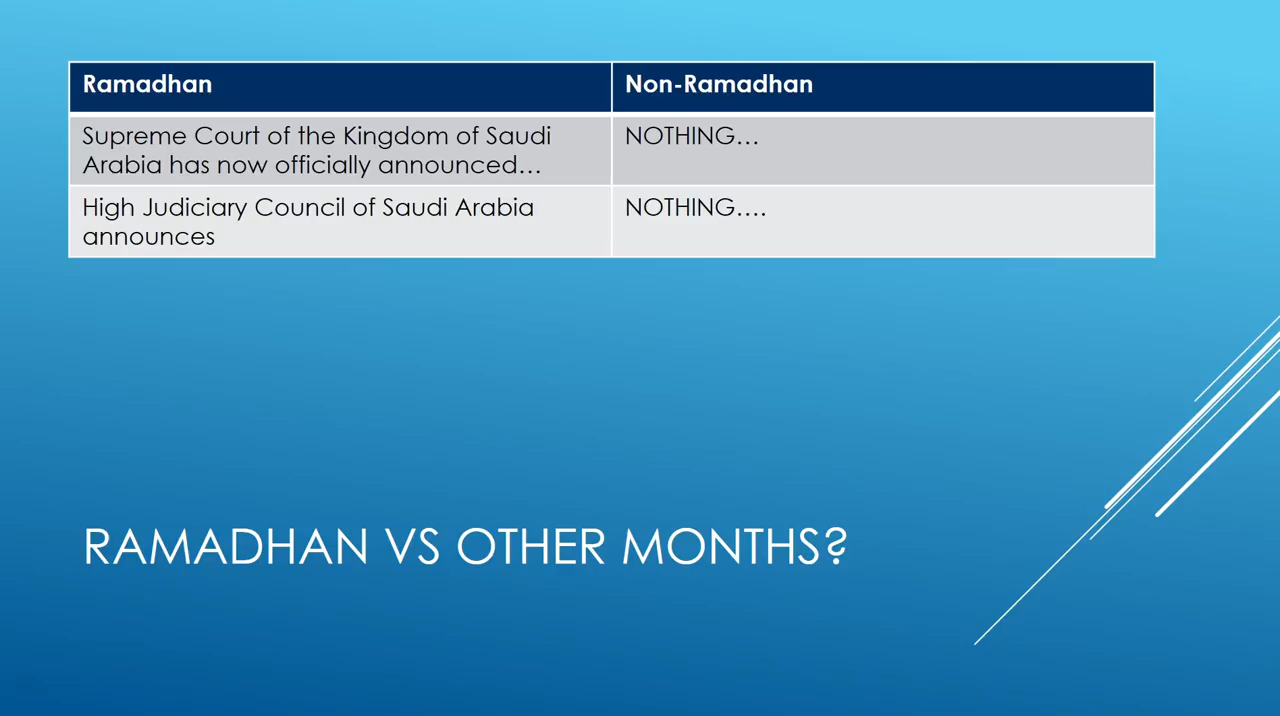 Ramadhan
Non-Ramadhan
Supreme Court of the Kingdom of Saudi
Arabia has now officially announced…
NOTHING…
High Judiciary Council of Saudi Arabia
announces
NOTHING….
RAMADHAN VS OTHER MONTHS?